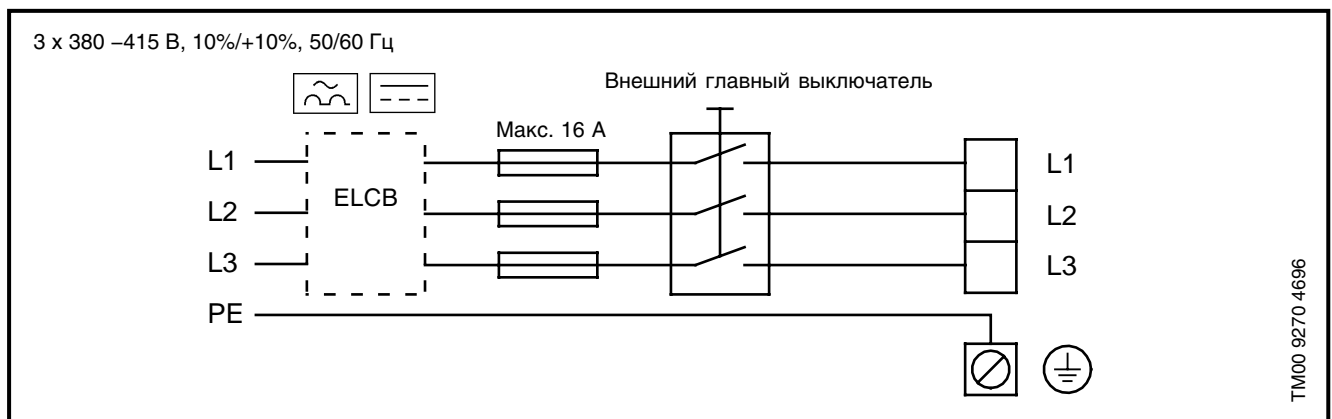 3 x 380 –415 В, 10%/+10%, 50/60 Гц
Внешний главный выключатель
Макс. 16 А
L1
ELCB
L1
L2
L2
L3
L3
PE
TM00 9270 4696